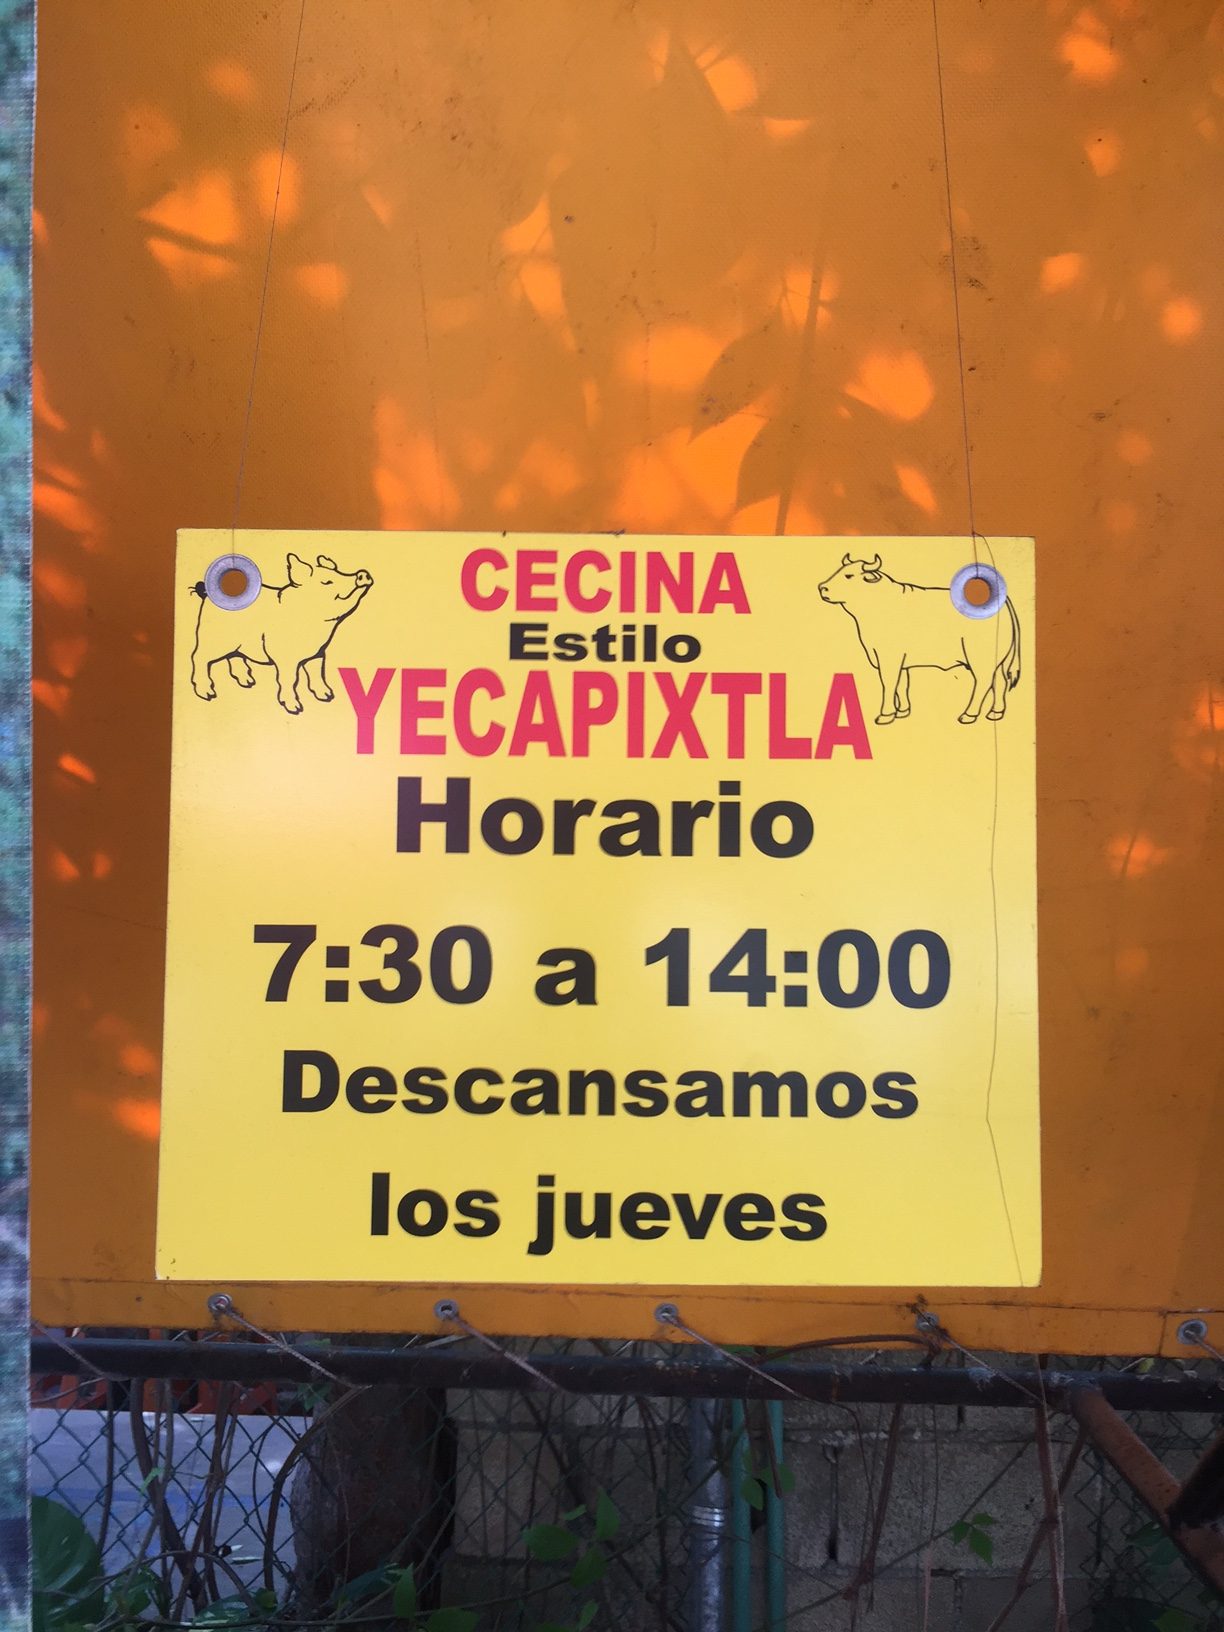 CECINA
Estilo
YECAPIXTLA
Horario
7:30 a 14:00
Descansamos
los jueves